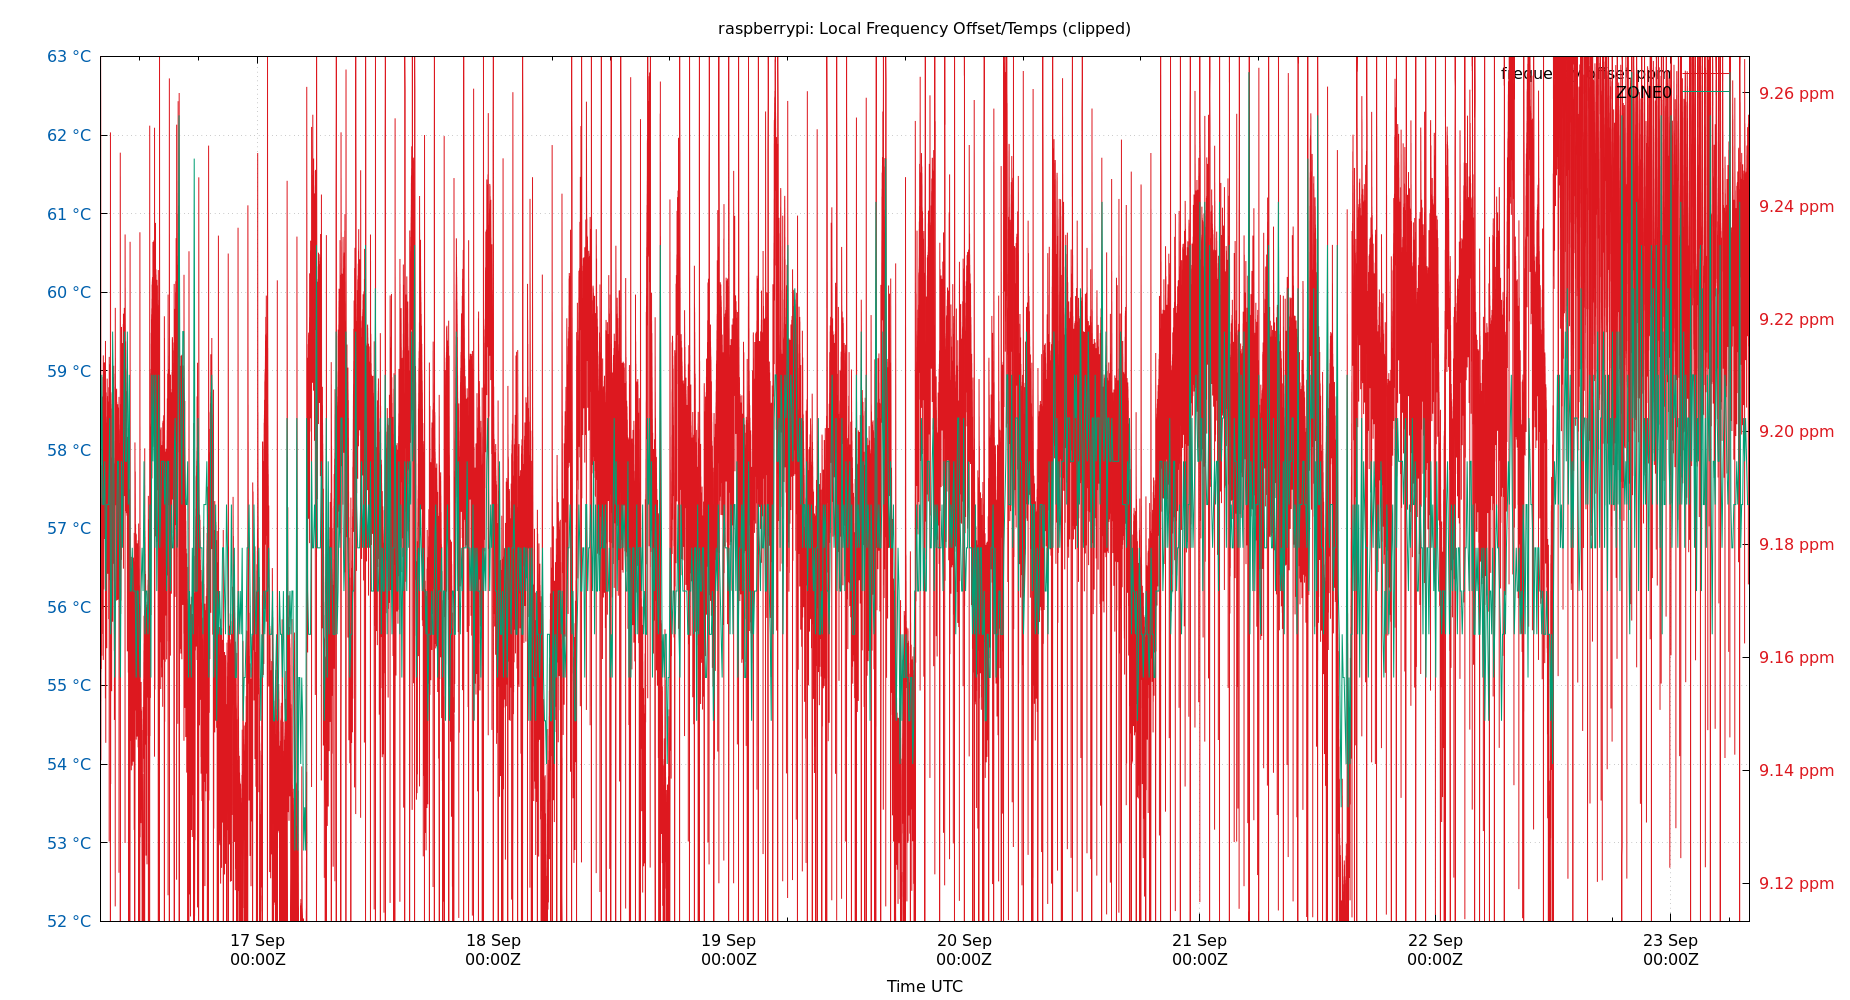 raspberrypi: Local Frequency Offset/Temps (clipped)
63 °C
62 °C
61 °C
60 °C
59 °C
58 °C
57 °C
56 °C
55 °C
54 °C
53 °C
52 °C
frequency offset ppm
ZONE0
9.26 ppm
9.24 ppm
9.22 ppm
9.20 ppm
9.18 ppm
9.16 ppm
9.14 ppm
9.12 ppm
17 Sep
00:00Z
18 Sep
00:00Z
19 Sep
00:00Z
20 Sep
00:00Z
21 Sep
00:00Z
22 Sep
00:00Z
23 Sep
00:00Z
Time UTC